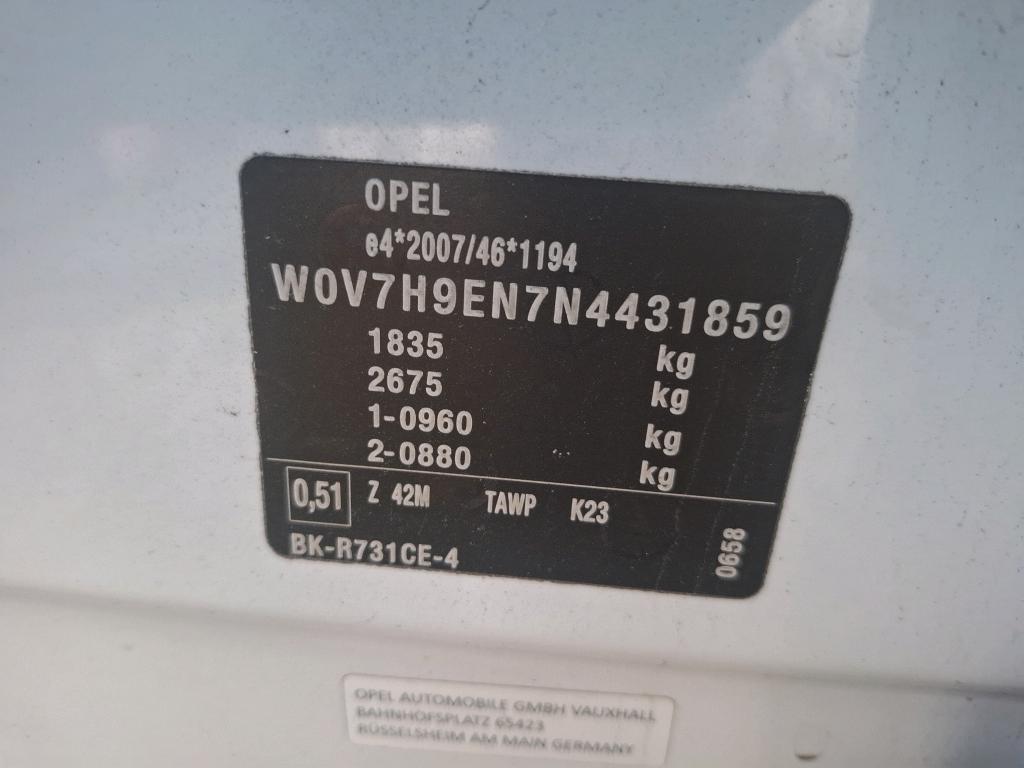 OPEL
e4*2007/46*1194
W0V7H9EN7N4431859
1835 kg
2675 kg
1-0960 kg
2-0880 kg
0,51 Z 42M TAWP K23
BK-R731CE-4
0658
OPEL AUTOMOBILE GMBH VAUXHALL
BAHNHOFSPLATZ 65423
RÜSSELSHEIM AM MAIN GERMANY